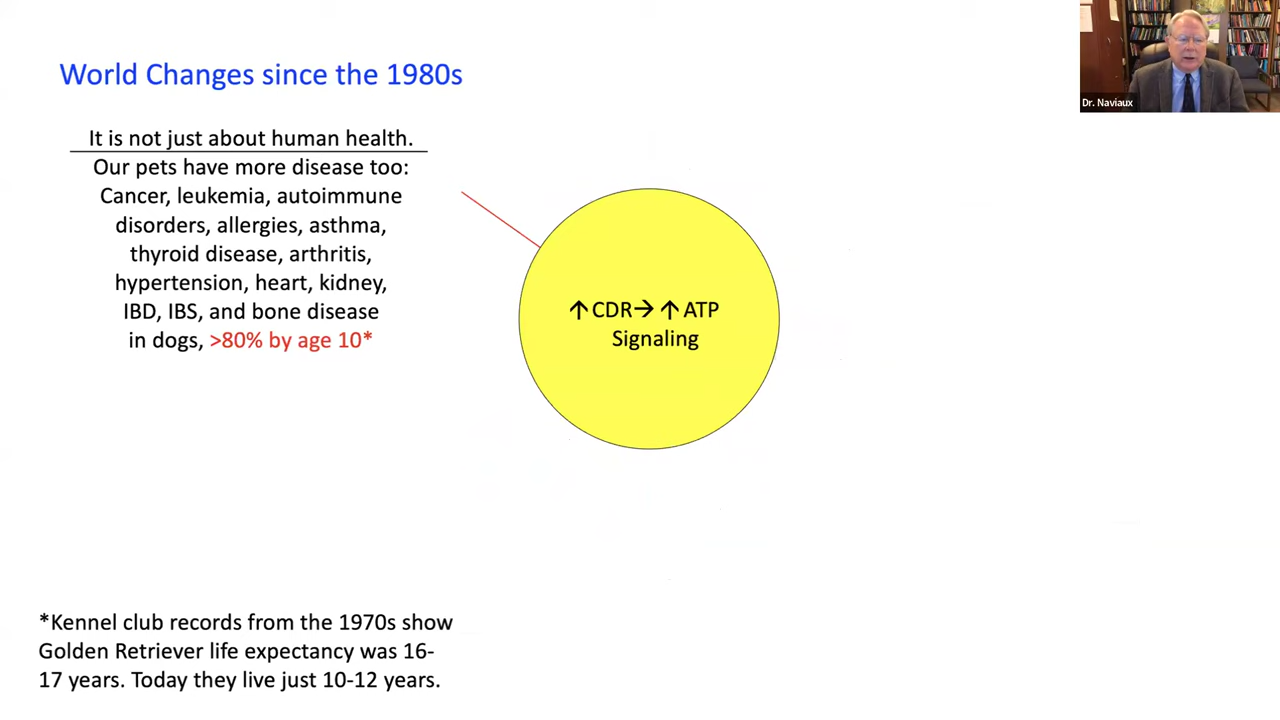 World Changes since the 1980s
It is not just about human health.
Our pets have more disease too:
Cancer, leukemia, autoimmune
disorders, allergies, asthma,
thyroid disease, arthritis,
hypertension, heart, kidney,
IBD, IBS, and bone disease
in dogs, >80% by age 10*
↑CDR→ ↑ATP
Signaling
*Kennel club records from the 1970s show
Golden Retriever life expectancy was 16-
17 years. Today they live just 10-12 years.
Dr. Naviaux